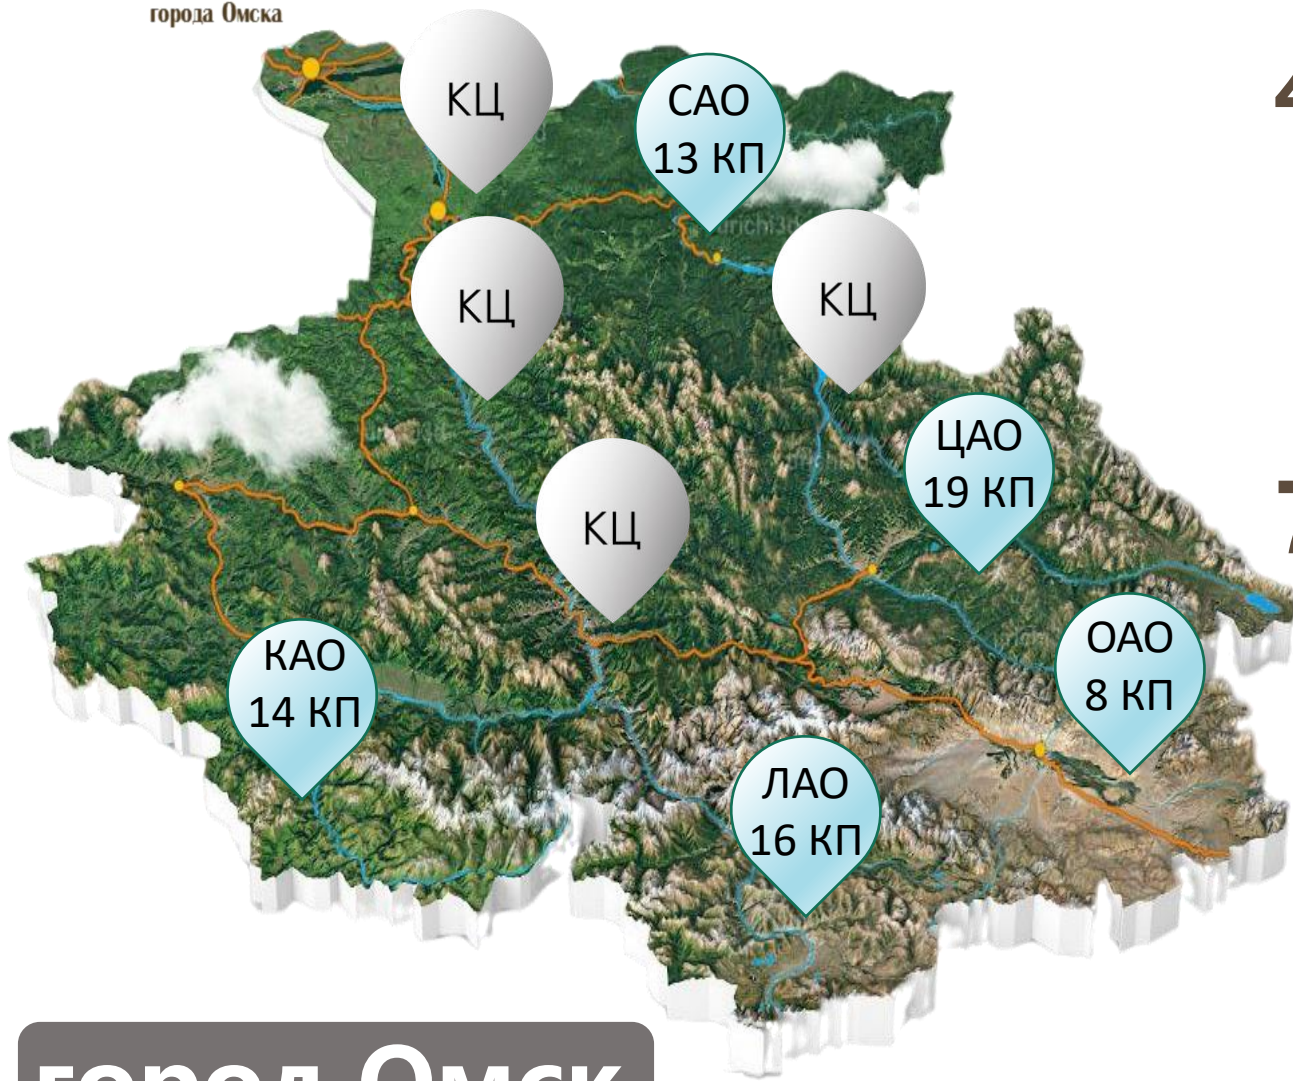 города Омска
КЦ
САО
13 КП
КЦ
КЦ
ЦАО
19 КП
КЦ
КАО
14 КП
ОАО
8 КП
ЛАО
16 КП
город Омск